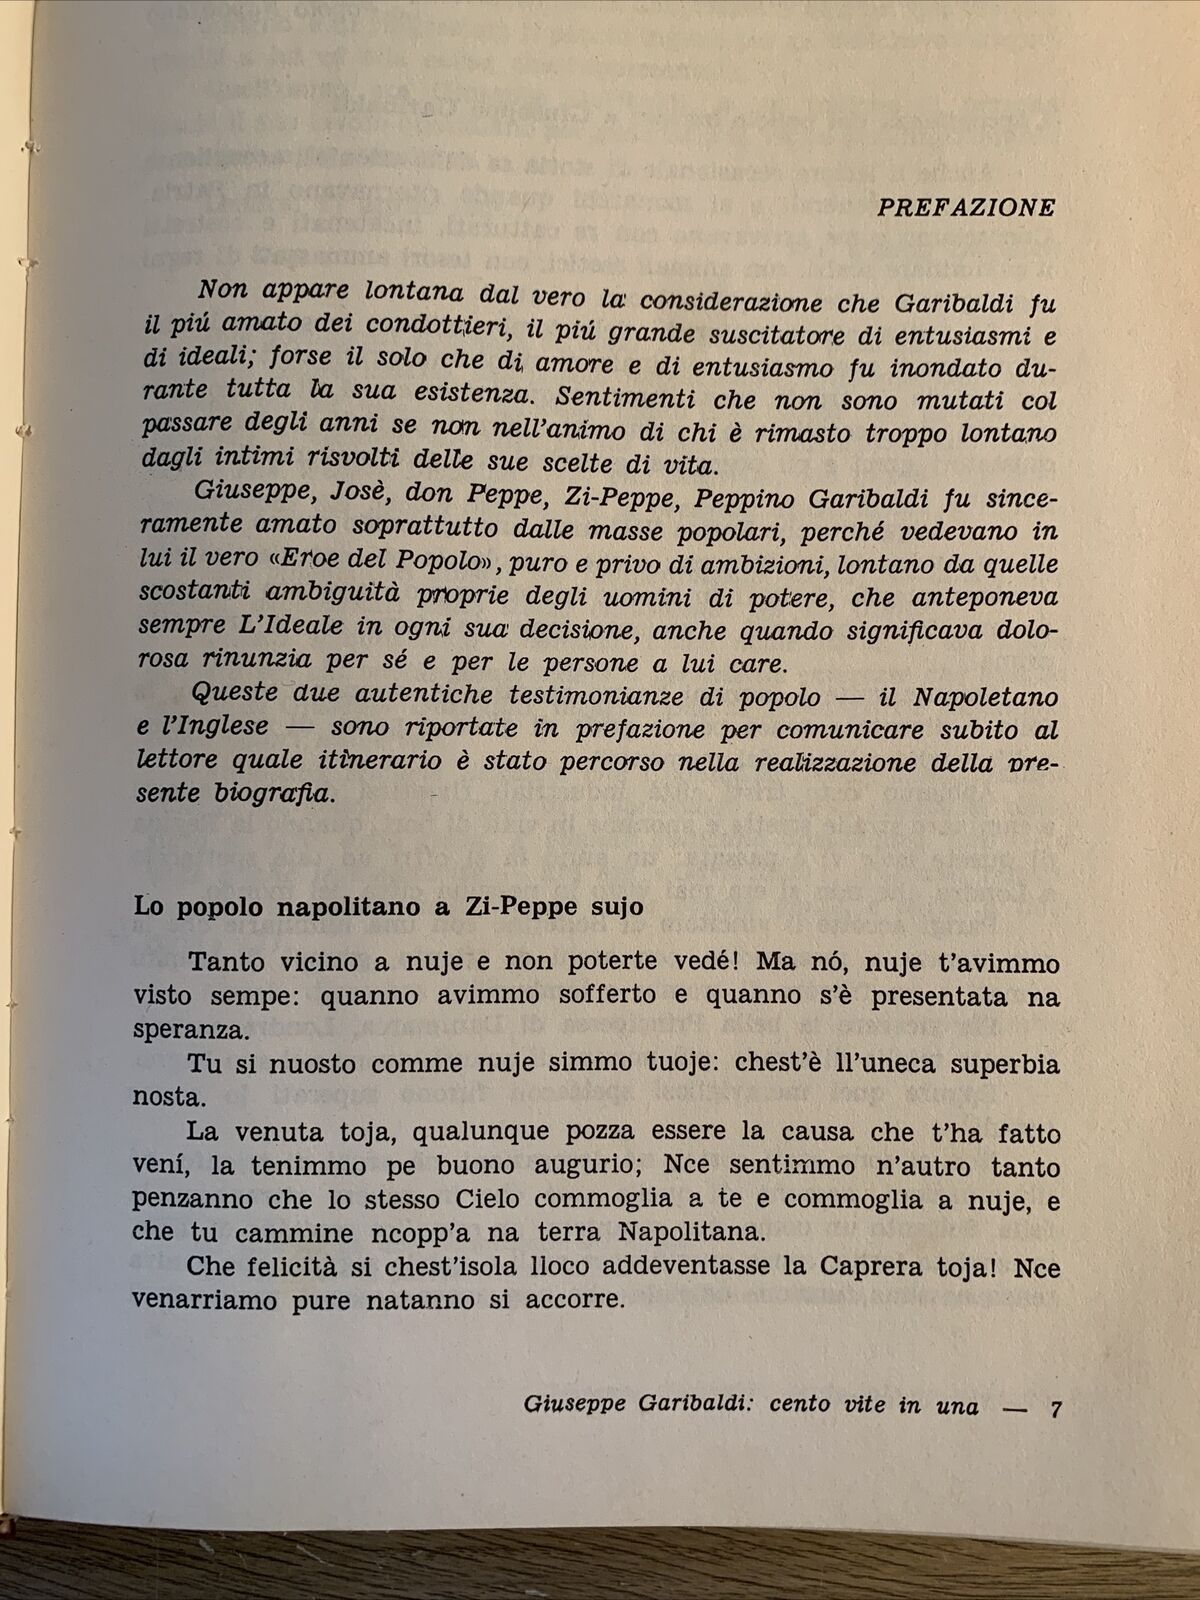 PREFAZIONE
Non appare lontana dal vero la considerazione che Garibaldi fu
il piú amato dei condottieri, il piú grande suscitatore di entusiasmi e
di ideali; forse il solo che di amore e di entusiasmo fu inondato du-
rante tutta la sua esistenza. Sentimenti che non sono mutati col
passare degli anni se non nell'animo di chi è rimasto troppo lontano
dagli intimi risvolti delle sue scelte di vita.
Giuseppe, Josè, don Peppe, Zi-Peppe, Peppino Garibaldi fu since-
ramente amato soprattutto dalle masse popolari, perché vedevano in
lui il vero «Eroe del Popolo», puro e privo di ambizioni, lontano da quelle
scostanti ambiguità proprie degli uomini di potere, che anteponeva
sempre L'Ideale in ogni sua decisione, anche quando significava dolo-
rosa rinunzia per sé e per le persone a lui care.
Queste due autentiche testimonianze di popolo — il Napoletano
e l'Inglese — sono riportate in prefazione per comunicare subito al
lettore quale itinerario è stato percorso nella realizzazione della pre-
sente biografia.
Lo popolo napolitano a Zi-Peppe sujo
Tanto vicino a nuje e non poterte vedé! Ma nó, nuje t'avimmo
visto sempe: quanno avimmo sofferto e quanno s'è presentata na
speranza.
Tu si nuosto comme nuje simmo tuoje: chest'è ll'uneca superbia
nosta.
La venuta toja, qualunque pozza essere la causa che t'ha fatto
vení, la tenimmo pe buono augurio; Nce sentimmo n'autro tanto
penzanno che lo stesso Cielo commoglia a te e commoglia a nuje, e
che tu cammine ncopp'a na terra Napolitana.
Che felicità si chest'isola lloco addeventasse la Caprera toja! Nce
venarriamo pure natanno si accorre.
Giuseppe Garibaldi: cento vite in una — 7